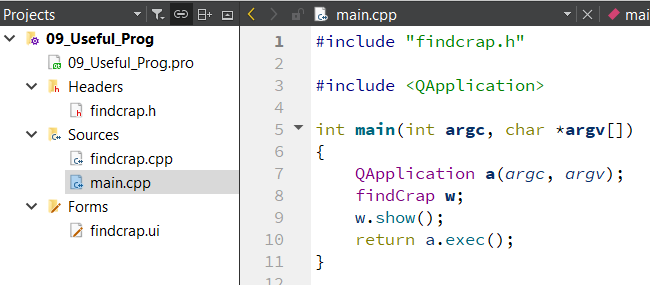 Projects
09_Useful_Prog
09_Useful_Prog.pro
Headers
findcrap.h
Sources
findcrap.cpp
main.cpp
Forms
findcrap.ui
main.cpp
mai
1 #include "findcrap.h"
2
3 #include <QApplication>
4
5 int main(int argc, char *argv[])
6 {
7 QApplication a(argc, argv);
8 findCrap w;
9 w.show();
10 return a.exec();
11 }
12